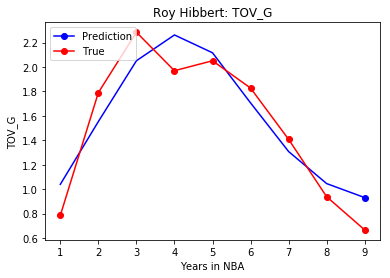 Roy Hibbert: TOV_G
Prediction
True
TOV_G
2.2
2.0
1.8
1.6
1.4
1.2
1.0
0.8
0.6
1 2 3 4 5 6 7 8 9
Years in NBA